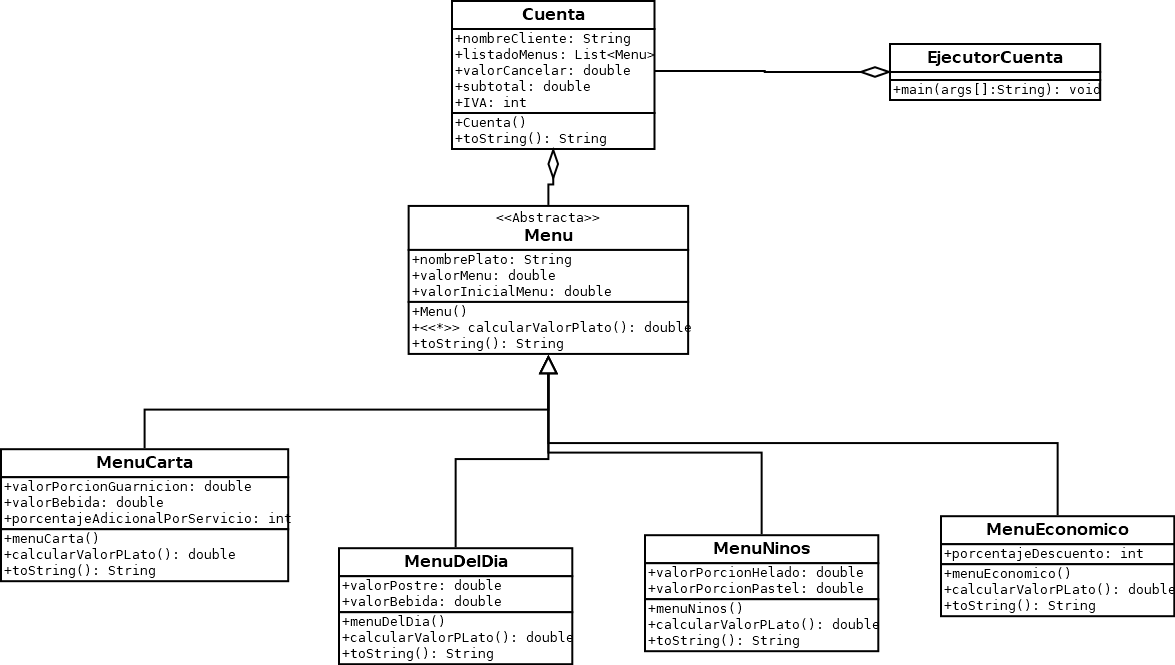 Cuenta
+nombreCliente: String
+listadoMenus: List<Menu>
+valorCancelar: double
+subtotal: double
+IVA: int
+Cuenta()
+toString(): String
EjecutorCuenta
+main(args[]:String): void
<<Abstracta>>
Menu
+nombrePlato: String
+valorMenu: double
+valorInicialMenu: double
+Menu()
+<<*>> calcularValorPlato(): double
+toString(): String
MenuCarta
+valorPorcionGuarnicion: double
+valorBebida: double
+porcentajeAdicionalPorServicio: int
+menuCarta()
+calcularValorPLato(): double
+toString(): String
MenuDelDia
+valorPostre: double
+valorBebida: double
+menuDelDia()
+calcularValorPLato(): double
+toString(): String
MenuNinos
+valorPorcionHelado: double
+valorPorcionPastel: double
+menuNinos()
+calcularValorPLato(): double
+toString(): String
MenuEconomico
+porcentajeDescuento: int
+menuEconomico()
+calcularValorPLato(): double
+toString(): String